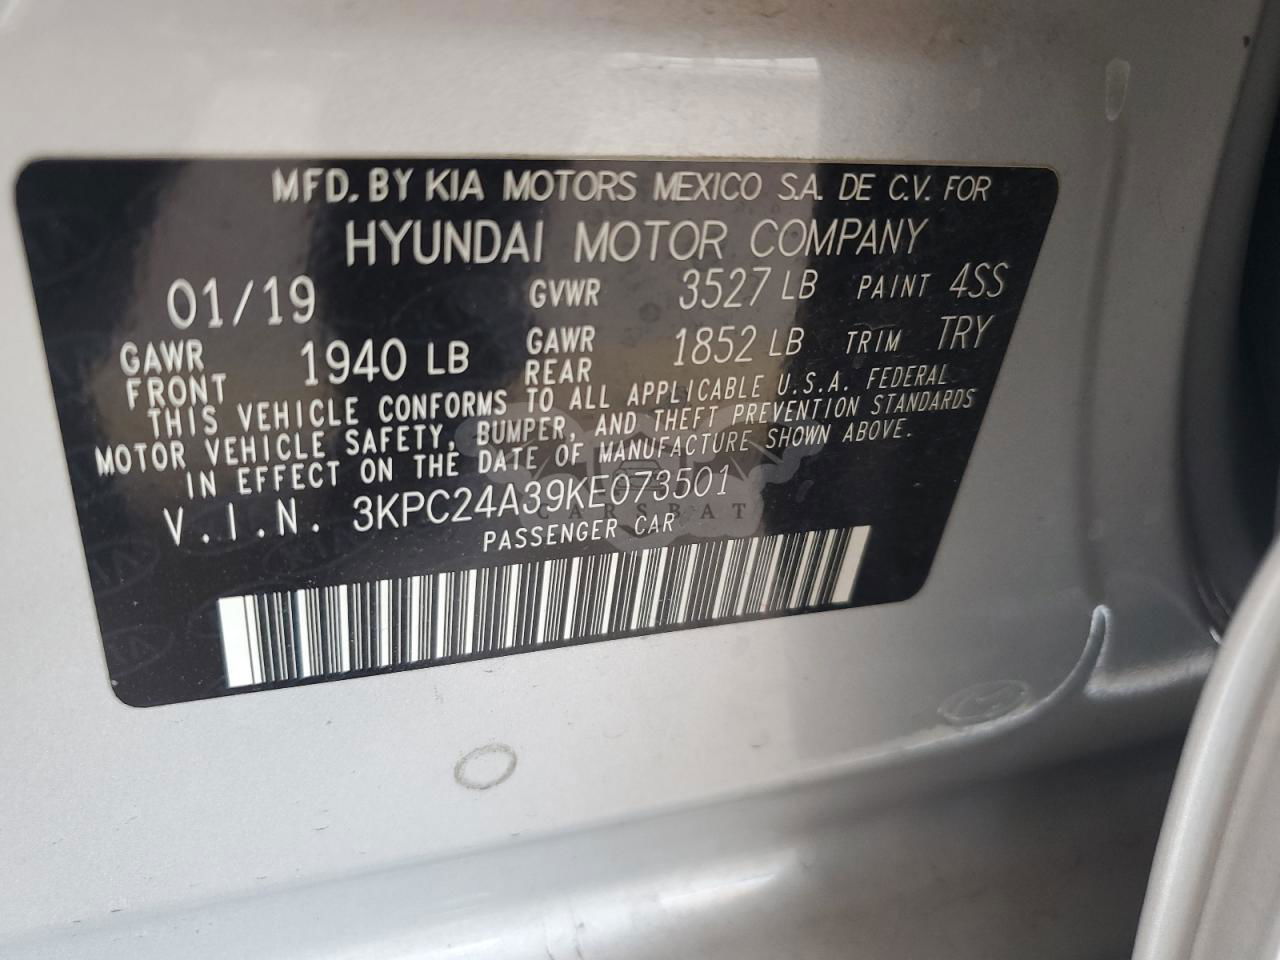 MFD. BY KIA MOTORS MEXICO S.A. DE C.V. FOR
HYUNDAI MOTOR COMPANY
01/19 GVWR 3527 LB PAINT 4SS
GAWR FRONT 1940 LB GAWR REAR 1852 LB TRIM TRY
THIS VEHICLE CONFORMS TO ALL APPLICABLE U.S.A. FEDERAL
MOTOR VEHICLE SAFETY, BUMPER, AND THEFT PREVENTION STANDARDS
IN EFFECT ON THE DATE OF MANUFACTURE SHOWN ABOVE.
V.I.N. 3KPC24A39KE073501
CARSBAT
PASSENGER CAR